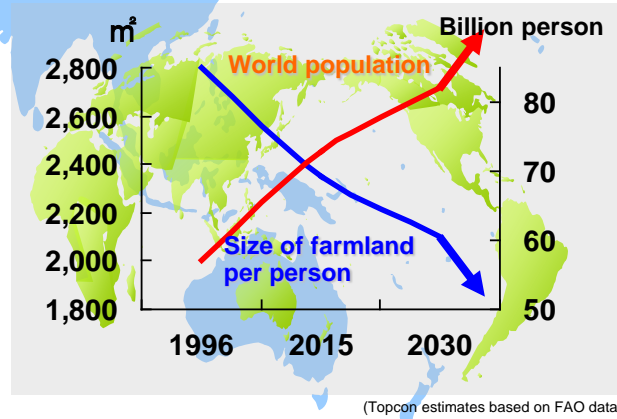 ㎡
Billion person
World population
2,800
2,600
2,400
2,200
2,000
1,800
80
70
60
50
Size of farmland
per person
1996
2015
2030
(Topcon estimates based on FAO data